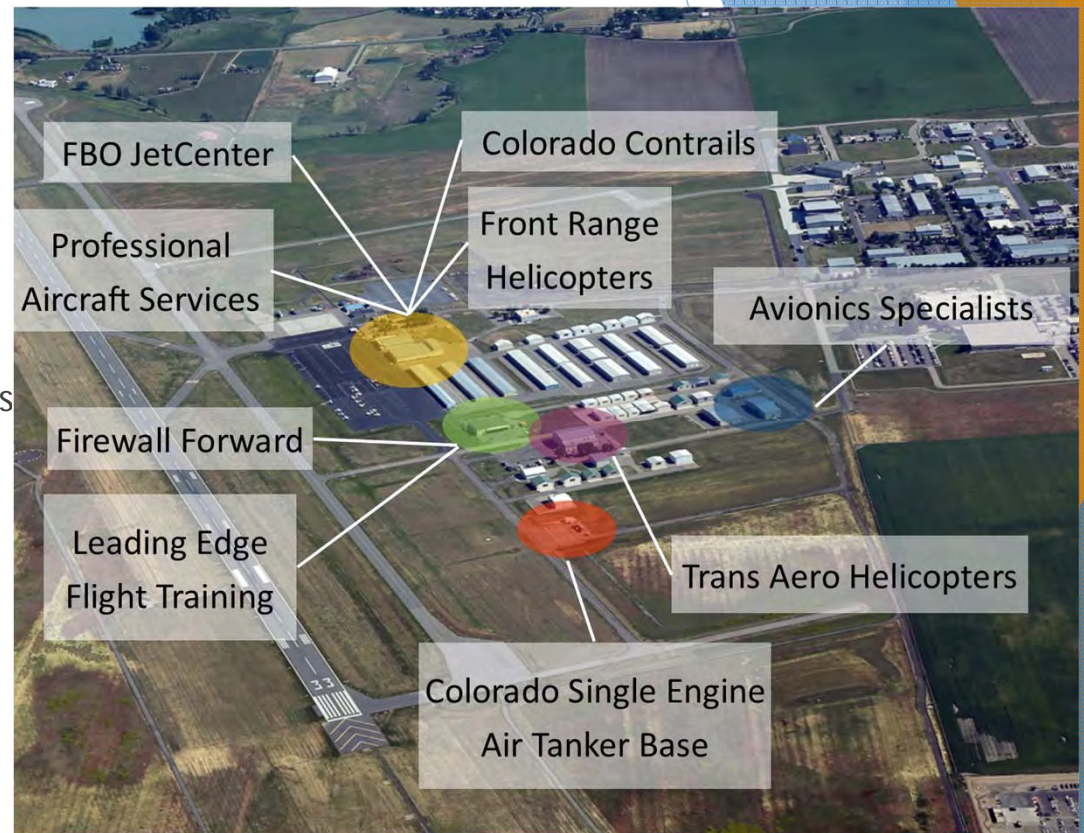 FBO JetCenter
Colorado Contrails
Professional
Aircraft Services
Front Range
Helicopters
Avionics Specialists
s
Firewall Forward
Leading Edge
Flight Training
Trans Aero Helicopters
Colorado Single Engine
Air Tanker Base
33